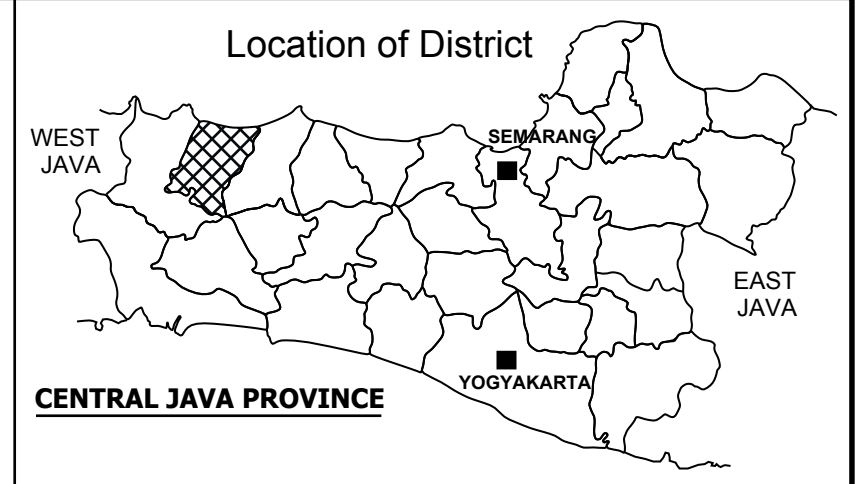 Location of District
SEMARANG
WEST
JAVA
EAST
JAVA
YOGYAKARTA
CENTRAL JAVA PROVINCE